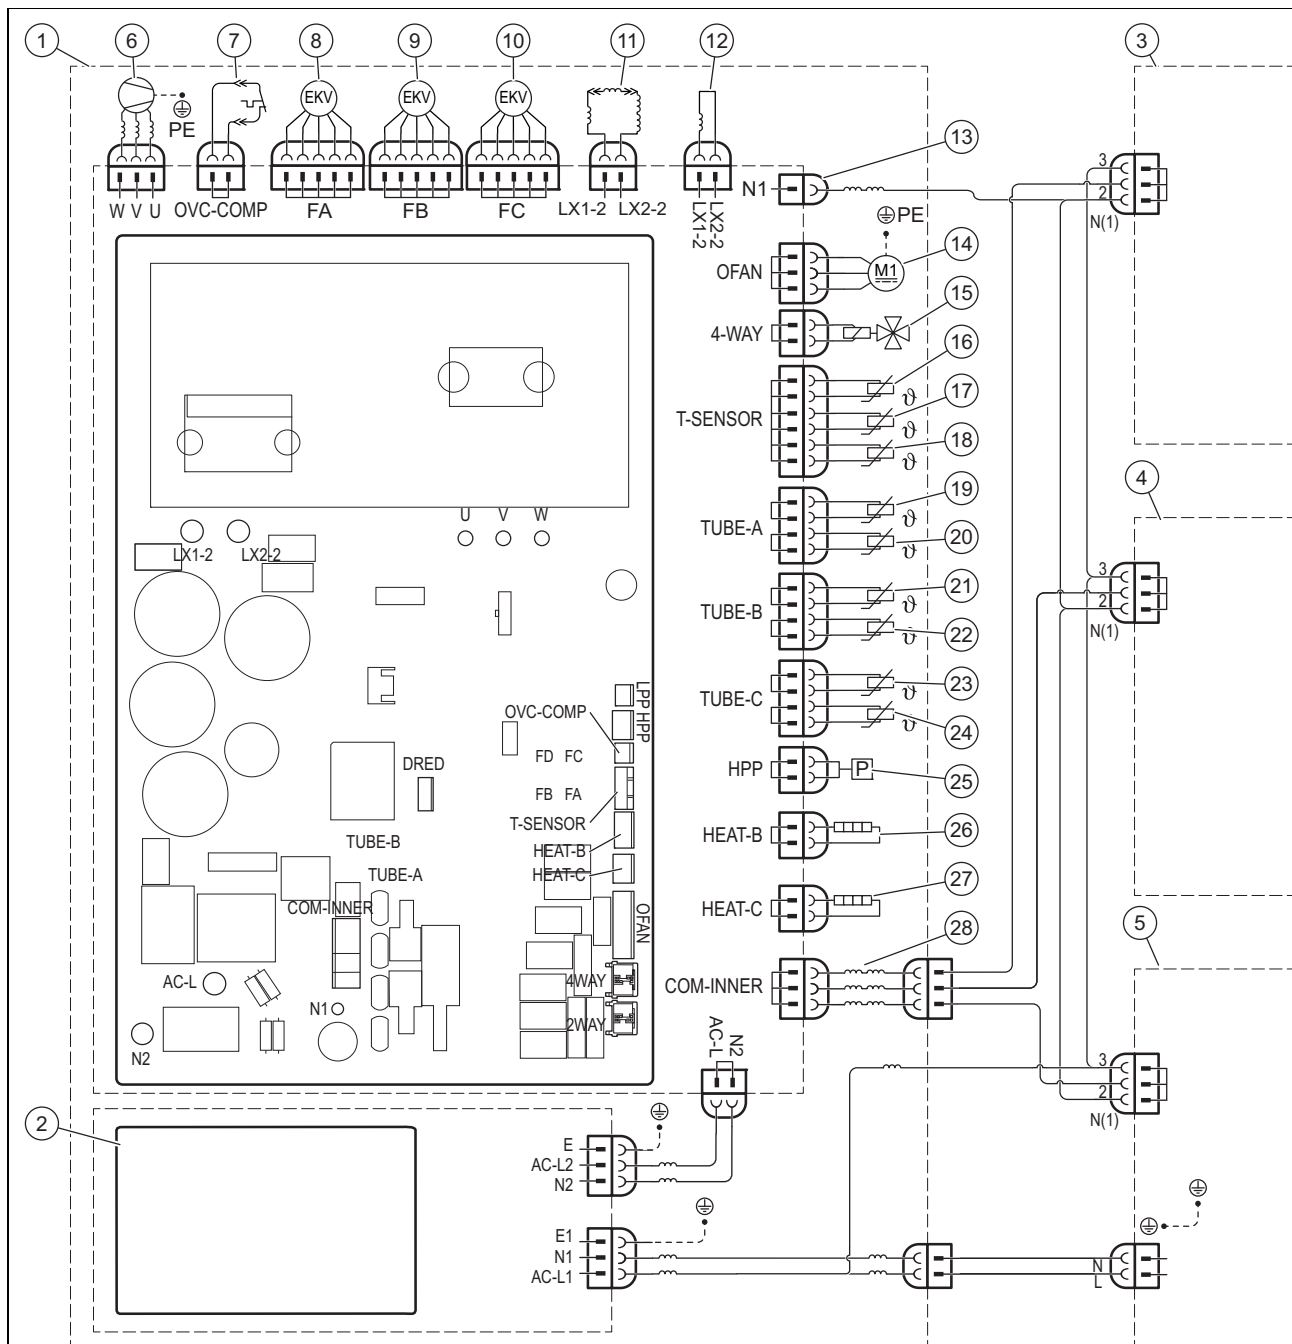 1
6
7
8
9
10
11
12
3
EKV
EKV
EKV
PE
13
W V U
OVC-COMP
FA
FB
FC
LX1-2
LX2-2
LX1-2
LX2-2
N1
3
2
N(1)
PE
OFAN
M1
14
4-WAY
15
16
T-SENSOR
ϑ
17
ϑ
18
ϑ
4
U V W
LX1-2
LX2-2
TUBE-A
19
ϑ
20
ϑ
TUBE-B
21
ϑ
22
ϑ
3
2
N(1)
TUBE-C
23
ϑ
24
ϑ
LPP HPP
OVC-COMP
FD FC
FB FA
DRED
T-SENSOR
HPP
P
25
TUBE-B
HEAT-B
HEAT-C
HEAT-B
26
TUBE-A
COM-INNER
OFAN
HEAT-C
27
28
5
AC-L
4WAY
COM-INNER
N1
2WAY
N2
AC-L
N2
3
2
N(1)
2
E
AC-L2
N2
E1
N1
AC-L1
N
L